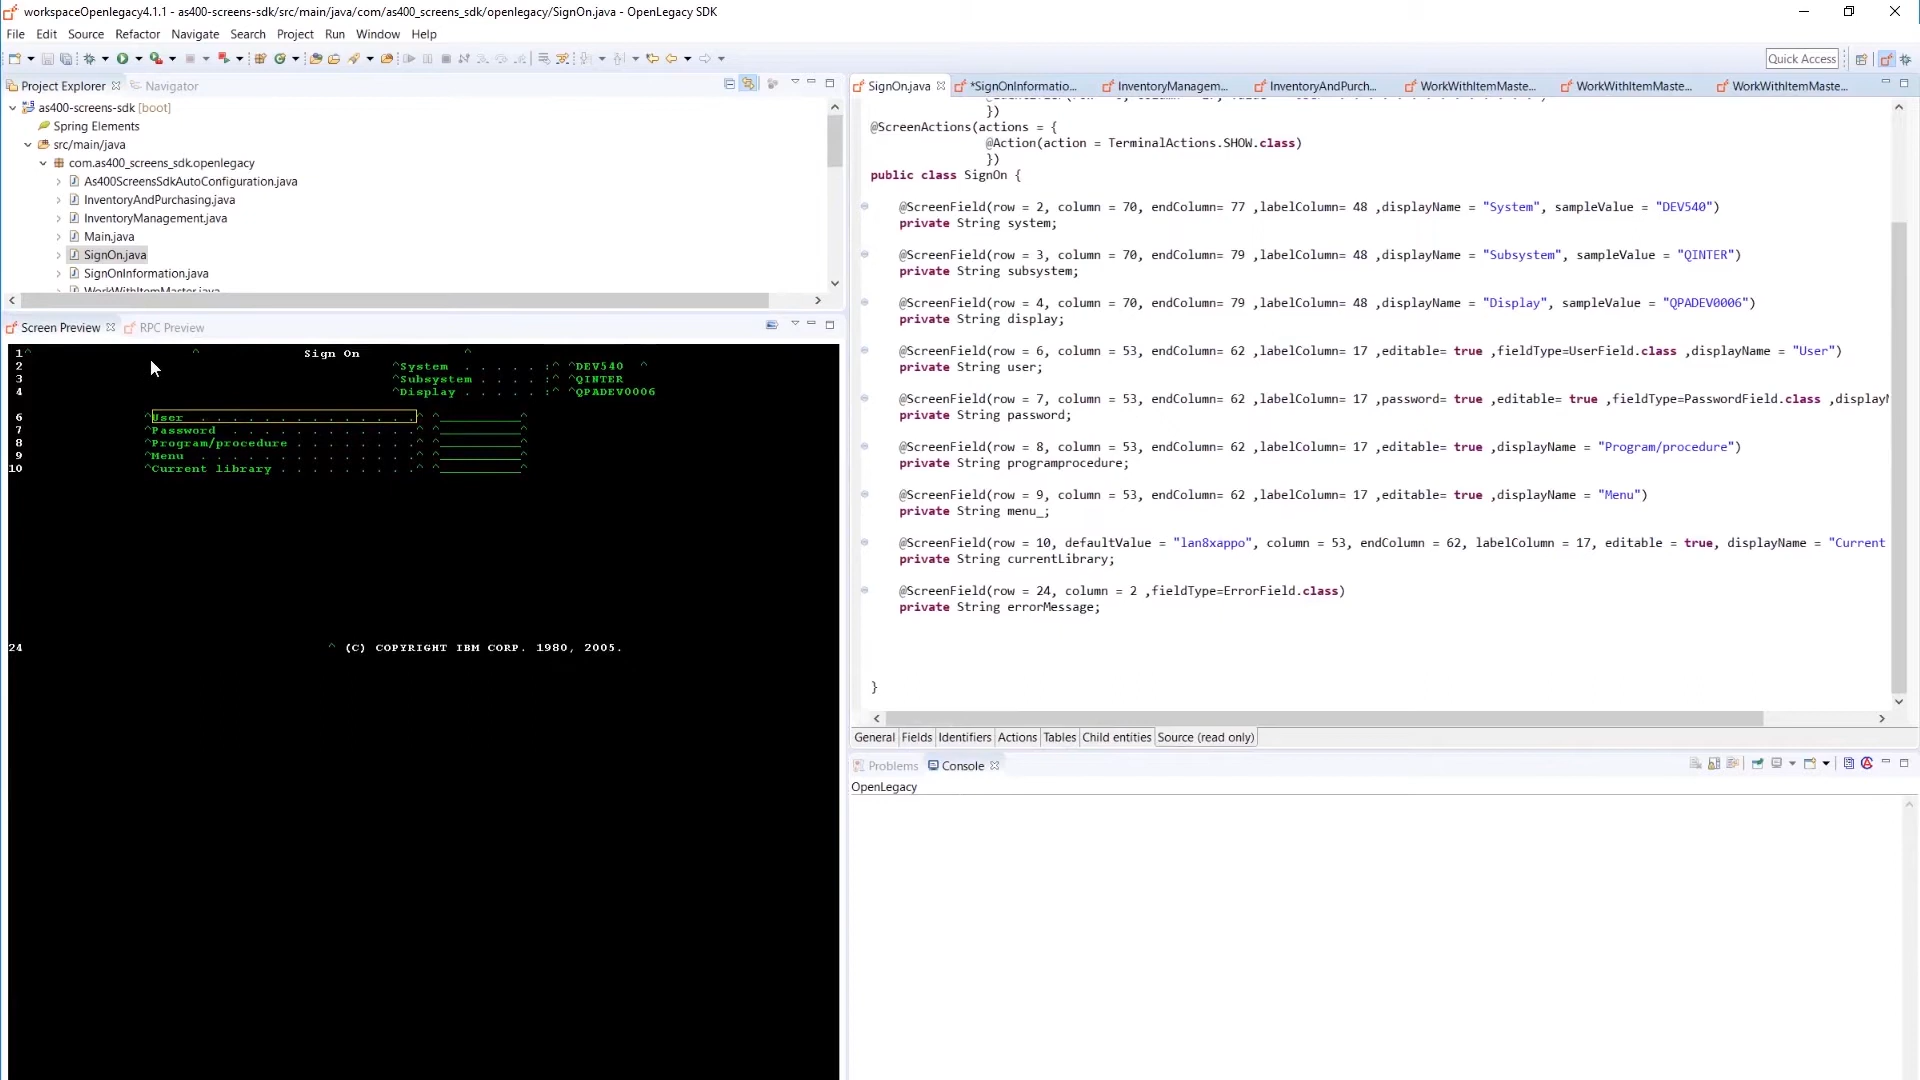 workspaceOpenlegacy4.1.1 - as400-screens-sdk/src/main/java/com/as400_screens_sdk/openlegacy/SignOn.java - OpenLegacy SDK
File Edit Source Refactor Navigate Search Project Run Window Help
Quick Access
Project Explorer Navigator
as400-screens-sdk [boot]
Spring Elements
src/main/java
com.as400_screens_sdk.openlegacy
As400ScreensSdkAutoConfiguration.java
InventoryAndPurchasing.java
InventoryManagement.java
Main.java
SignOn.java
SignOnInformation.java
WorkWithItemMaster.java
Screen Preview RPC Preview
1^ ^ Sign On ^
2 ^System . . . . . :^ ^DEV540 ^
3 ^Subsystem . . . . :^ ^QINTER
4 ^Display . . . . . :^ ^QPADEV0006
6 ^User . . . . . . . . . . . . . .^ ^__________^
7 ^Password . . . . . . . . . . . .^ ^__________^
8 ^Program/procedure . . . . . . . .^ ^__________^
9 ^Menu . . . . . . . . . . . . . .^ ^__________^
10 ^Current library . . . . . . . . .^ ^__________^
24 ^ (C) COPYRIGHT IBM CORP. 1980, 2005.
SignOn.java *SignOnInformatio... InventoryManagem... InventoryAndPurch... WorkWithItemMaste... WorkWithItemMaste... WorkWithItemMaste...
})
@ScreenActions(actions = {
@Action(action = TerminalActions.SHOW.class)
})
public class SignOn {
@ScreenField(row = 2, column = 70, endColumn= 77 ,labelColumn= 48 ,displayName = "System", sampleValue = "DEV540")
private String system;
@ScreenField(row = 3, column = 70, endColumn= 79 ,labelColumn= 48 ,displayName = "Subsystem", sampleValue = "QINTER")
private String subsystem;
@ScreenField(row = 4, column = 70, endColumn= 79 ,labelColumn= 48 ,displayName = "Display", sampleValue = "QPADEV0006")
private String display;
@ScreenField(row = 6, column = 53, endColumn= 62 ,labelColumn= 17 ,editable= true ,fieldType=UserField.class ,displayName = "User")
private String user;
@ScreenField(row = 7, column = 53, endColumn= 62 ,labelColumn= 17 ,password= true ,editable= true ,fieldType=PasswordField.class ,displayN
private String password;
@ScreenField(row = 8, column = 53, endColumn= 62 ,labelColumn= 17 ,editable= true ,displayName = "Program/procedure")
private String programprocedure;
@ScreenField(row = 9, column = 53, endColumn= 62 ,labelColumn= 17 ,editable= true ,displayName = "Menu")
private String menu_;
@ScreenField(row = 10, defaultValue = "lan8xappo", column = 53, endColumn = 62, labelColumn = 17, editable = true, displayName = "Current
private String currentLibrary;
@ScreenField(row = 24, column = 2 ,fieldType=ErrorField.class)
private String errorMessage;
}
General Fields Identifiers Actions Tables Child entities Source (read only)
Problems Console
OpenLegacy